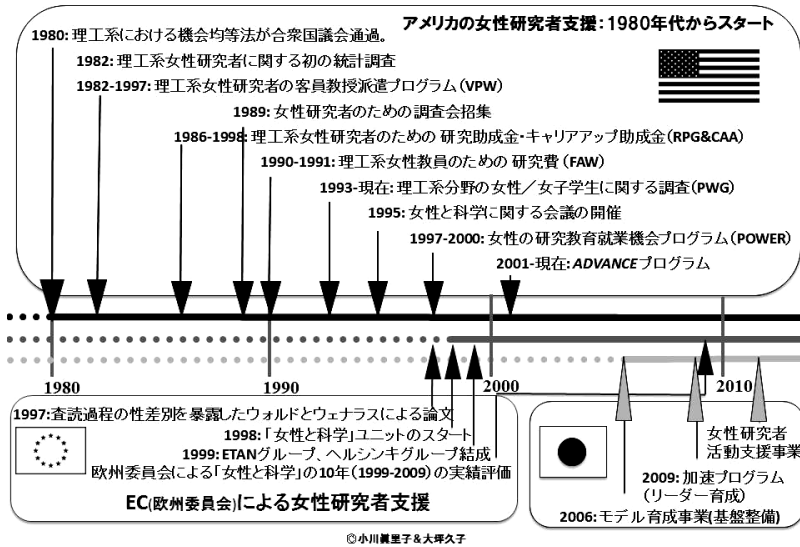 アメリカの女性研究者支援：1980年代からスタート
1980: 理工系における機会均等法が合衆国議会通過。
1982: 理工系女性研究者に関する初の統計調査
1982-1997: 理工系女性研究者の客員教授派遣プログラム(VPW)
1989: 女性研究者のための調査会招集
1986-1998: 理工系女性研究者のための 研究助成金・キャリアアップ助成金(RPG&CAA)
1990-1991: 理工系女性教員のための 研究費 (FAW)
1993-現在: 理工系分野の女性／女子学生に関する調査(PWG)
1995: 女性と科学に関する会議の開催
1997-2000: 女性の研究教育就業機会プログラム(POWER)
2001-現在: ADVANCEプログラム
1980
1990
2000
2010
1997:査読過程の性差別を暴露したウォルドとウェナラスによる論文
1998: 「女性と科学」ユニットのスタート
1999: ETANグループ、ヘルシンキグループ結成
欧州委員会による「女性と科学」の10年(1999-2009)の実績評価
EC(欧州委員会)による女性研究者支援
女性研究者
活動支援事業
2009: 加速プログラム
(リーダー育成)
2006:モデル育成事業(基盤整備)
◎小川眞里子＆大坪久子